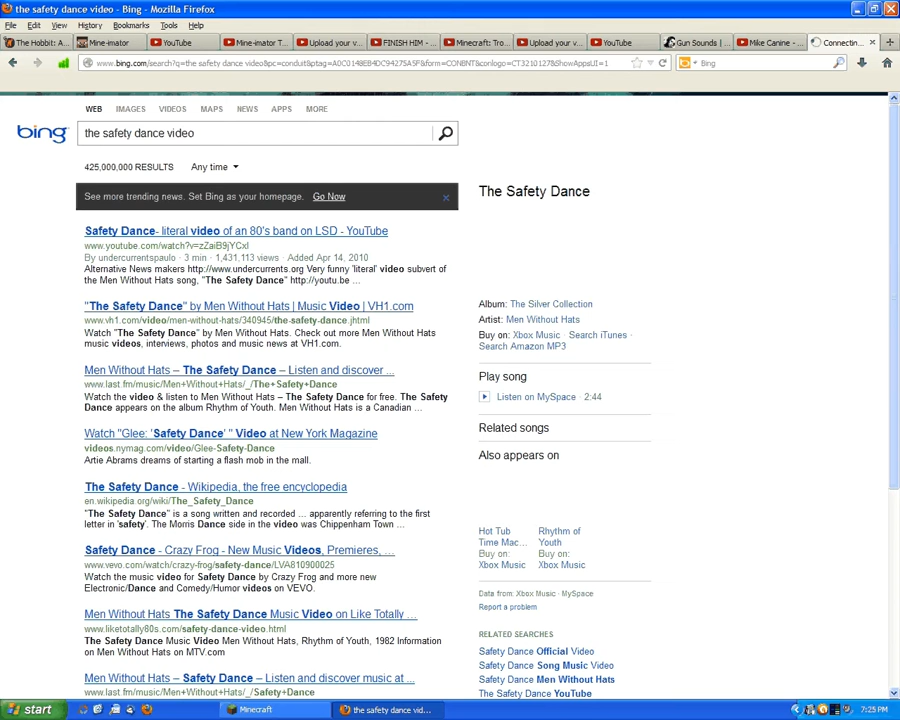 the safety dance video - Bing - Mozilla Firefox
File Edit View History Bookmarks Tools Help
The Hobbit: A... Mine-imator YouTube Mine-imator T... Upload your v... FINISH HIM - ... Minecraft: Tro... Upload your v... YouTube Gun Sounds | ... Mike Canine - ... Connectin...
Bing
WEB IMAGES VIDEOS MAPS NEWS APPS MORE
bing the safety dance video
425,000,000 RESULTS Any time
See more trending news. Set Bing as your homepage. Go Now
Safety Dance- literal video of an 80's band on LSD - YouTube
www.youtube.com/watch?v=zZaiB9jYCxI
By undercurrentspaulo · 3 min · 1,431,113 views · Added Apr 14, 2010
Alternative News makers http://www.undercurrents.org Very funny 'literal' video subvert of
the Men Without Hats song, "The Safety Dance" http://youtu.be ...
"The Safety Dance" by Men Without Hats | Music Video | VH1.com
www.vh1.com/video/men-without-hats/340945/the-safety-dance.jhtml
Watch "The Safety Dance" by Men Without Hats. Check out more Men Without Hats
music videos, interviews, photos and music news at VH1.com.
Men Without Hats – The Safety Dance – Listen and discover ...
www.last.fm/music/Men+Without+Hats/_/The+Safety+Dance
Watch the video & listen to Men Without Hats – The Safety Dance for free. The Safety
Dance appears on the album Rhythm of Youth. Men Without Hats is a Canadian ...
Watch "Glee: 'Safety Dance' " Video at New York Magazine
videos.nymag.com/video/Glee-Safety-Dance
Artie Abrams dreams of starting a flash mob in the mall.
The Safety Dance - Wikipedia, the free encyclopedia
en.wikipedia.org/wiki/The_Safety_Dance
"The Safety Dance" is a song written and recorded ... apparently referring to the first
letter in 'safety'. The Morris Dance side in the video was Chippenham Town ...
Safety Dance - Crazy Frog - New Music Videos, Premieres, ...
www.vevo.com/watch/crazy-frog/safety-dance/LVA810900025
Watch the music video for Safety Dance by Crazy Frog and more new
Electronic/Dance and Comedy/Humor videos on VEVO.
Men Without Hats The Safety Dance Music Video on Like Totally ...
www.liketotally80s.com/safety-dance-video.html
The Safety Dance Music Video Men Without Hats, Rhythm of Youth, 1982 Information
on Men Without Hats on MTV.com
Men Without Hats – Safety Dance – Listen and discover music at ...
www.last.fm/music/Men+Without+Hats/_/Safety+Dance
The Safety Dance
Album: The Silver Collection
Artist: Men Without Hats
Buy on: Xbox Music · Search iTunes ·
Search Amazon MP3
Play song
Listen on MySpace · 2:44
Related songs
Also appears on
Hot Tub Rhythm of
Time Mac... Youth
Buy on: Buy on:
Xbox Music Xbox Music
Data from: Xbox Music · MySpace
Report a problem
RELATED SEARCHES
Safety Dance Official Video
Safety Dance Song Music Video
Safety Dance Men Without Hats
The Safety Dance YouTube
start Minecraft the safety dance vid... 7:25 PM